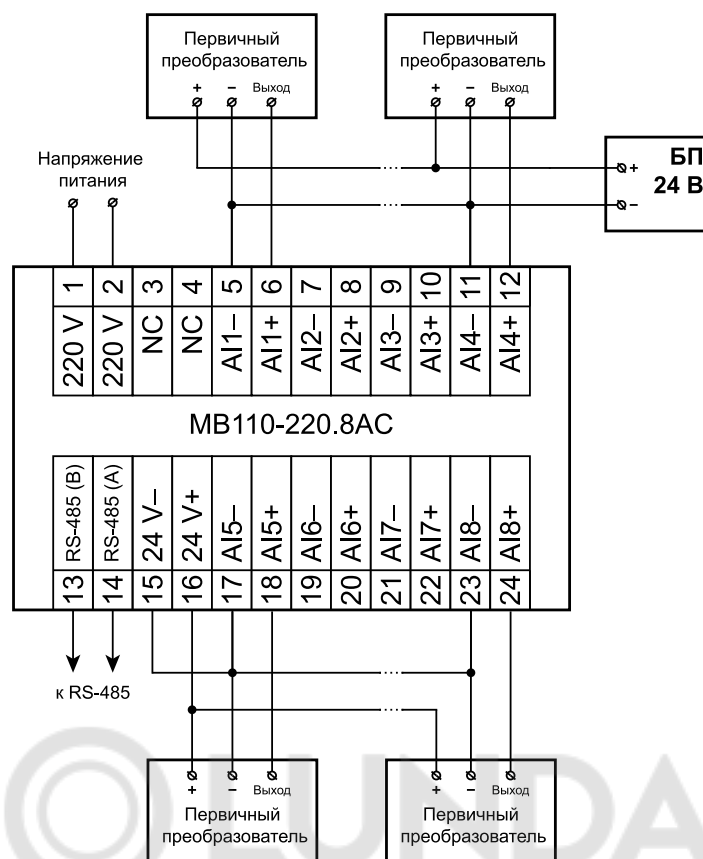 Первичный
преобразователь
+ − Выход
Первичный
преобразователь
+ − Выход
Напряжение
питания
БП
24 В
+
−
1 2 3 4 5 6 7 8 9 10 11 12
220 V 220 V NC NC AI1− AI1+ AI2− AI2+ AI3− AI3+ AI4− AI4+
МВ110-220.8АС
RS-485 (B) RS-485 (A) 24 V− 24 V+ AI5− AI5+ AI6− AI6+ AI7− AI7+ AI8− AI8+
13 14 15 16 17 18 19 20 21 22 23 24
к RS-485
+ − Выход
Первичный
преобразователь
+ − Выход
Первичный
преобразователь
LUNDA